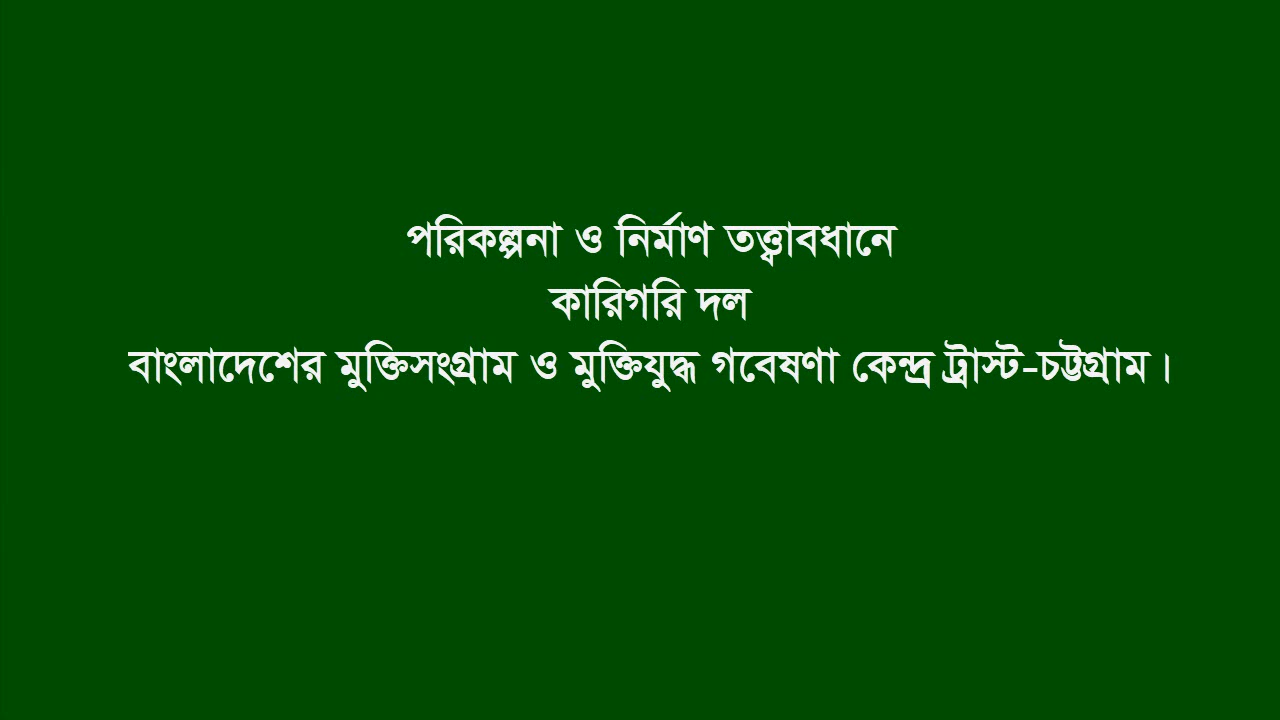 পরিকল্পনা ও নির্মাণ তত্ত্বাবধানে
কারিগরি দল
বাংলাদেশের মুক্তিসংগ্রাম ও মুক্তিযুদ্ধ গবেষণা কেন্দ্র ট্রাস্ট-চট্টগ্রাম।